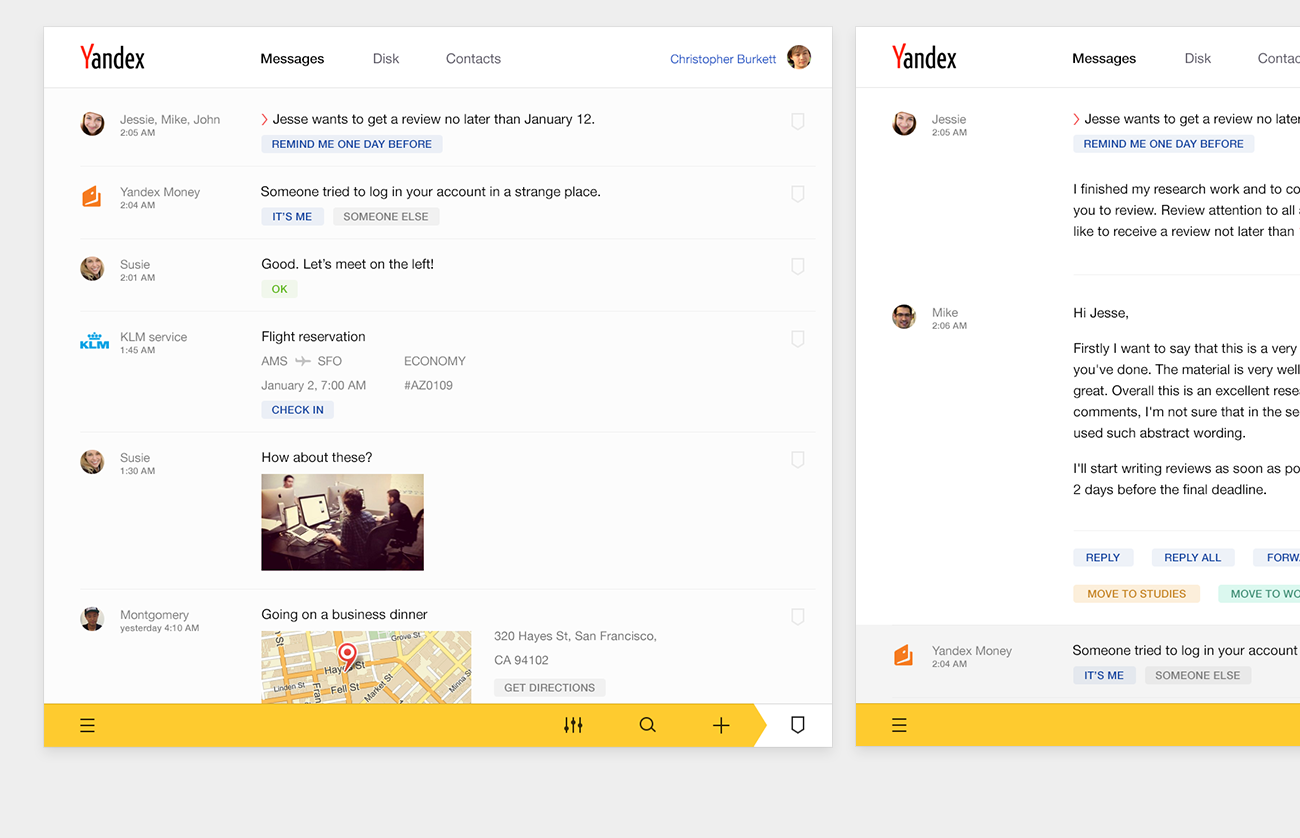 Yandex
Messages
Disk
Contacts
Christopher Burkett
Jessie, Mike, John
2:05 AM
Jesse wants to get a review no later than January 12.
REMIND ME ONE DAY BEFORE
Yandex Money
2:04 AM
Someone tried to log in your account in a strange place.
IT'S ME
SOMEONE ELSE
Susie
2:01 AM
Good. Let's meet on the left!
OK
KLM
KLM service
1:45 AM
Flight reservation
AMS SFO
ECONOMY
January 2, 7:00 AM
#AZ0109
CHECK IN
Susie
1:30 AM
How about these?
Montgomery
yesterday 4:10 AM
Going on a business dinner
Grove St
Linden St
Fell St
Market St
320 Hayes St, San Francisco,
CA 94102
GET DIRECTIONS
Yandex
Messages
Disk
Contac
Jessie
2:05 AM
Jesse wants to get a review no later
REMIND ME ONE DAY BEFORE
I finished my research work and to co
you to review. Review attention to all
like to receive a review not later than
Mike
2:06 AM
Hi Jesse,
Firstly I want to say that this is a very
you've done. The material is very well
great. Overall this is an excellent rese
comments, I'm not sure that in the se
used such abstract wording.
I'll start writing reviews as soon as po
2 days before the final deadline.
REPLY
REPLY ALL
FORW
MOVE TO STUDIES
MOVE TO WO
Yandex Money
2:04 AM
Someone tried to log in your account
IT'S ME
SOMEONE ELSE